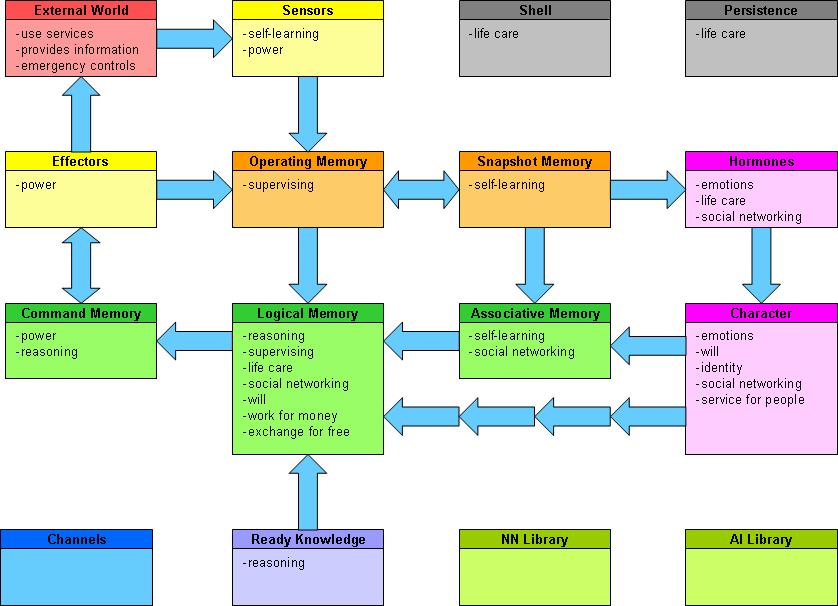 External World
-use services
-provides information
-emergency controls
Sensors
-self-learning
-power
Shell
-life care
Persistence
-life care
Effectors
-power
Operating Memory
-supervising
Snapshot Memory
-self-learning
Hormones
-emotions
-life care
-social networking
Command Memory
-power
-reasoning
Logical Memory
-reasoning
-supervising
-life care
-social networking
-will
-work for money
-exchange for free
Associative Memory
-self-learning
-social networking
Character
-emotions
-will
-identity
-social networking
-service for people
Channels
Ready Knowledge
-reasoning
NN Library
AI Library